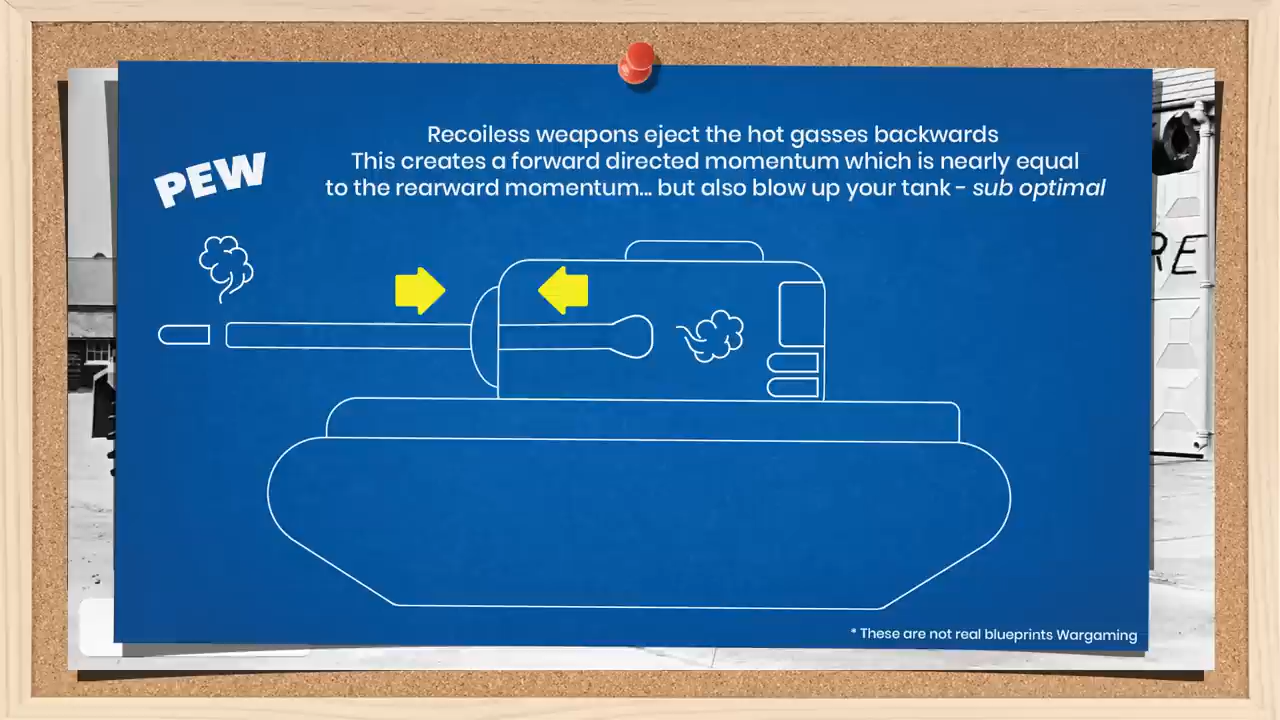 Recoiless weapons eject the hot gasses backwards
This creates a forward directed momentum which is nearly equal
to the rearward momentum... but also blow up your tank - sub optimal
PEW
RE
* These are not real blueprints Wargaming